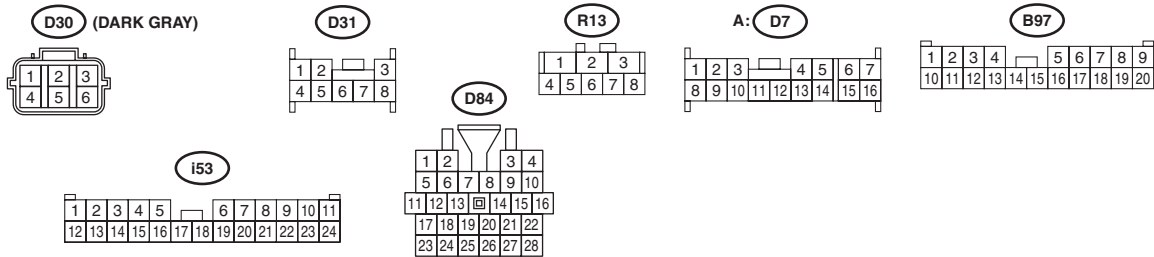 D30 (DARK GRAY)
1 2 3
4 5 6
D31
1 2 3
4 5 6 7 8
R13
1 2 3
4 5 6 7 8
A: D7
1 2 3 4 5 6 7
8 9 10 11 12 13 14 15 16
B97
1 2 3 4 5 6 7 8 9
10 11 12 13 14 15 16 17 18 19 20
i53
1 2 3 4 5 6 7 8 9 10 11
12 13 14 15 16 17 18 19 20 21 22 23 24
D84
1 2 3 4
5 6 7 8 9 10
11 12 13 14 15 16
17 18 19 20 21 22
23 24 25 26 27 28